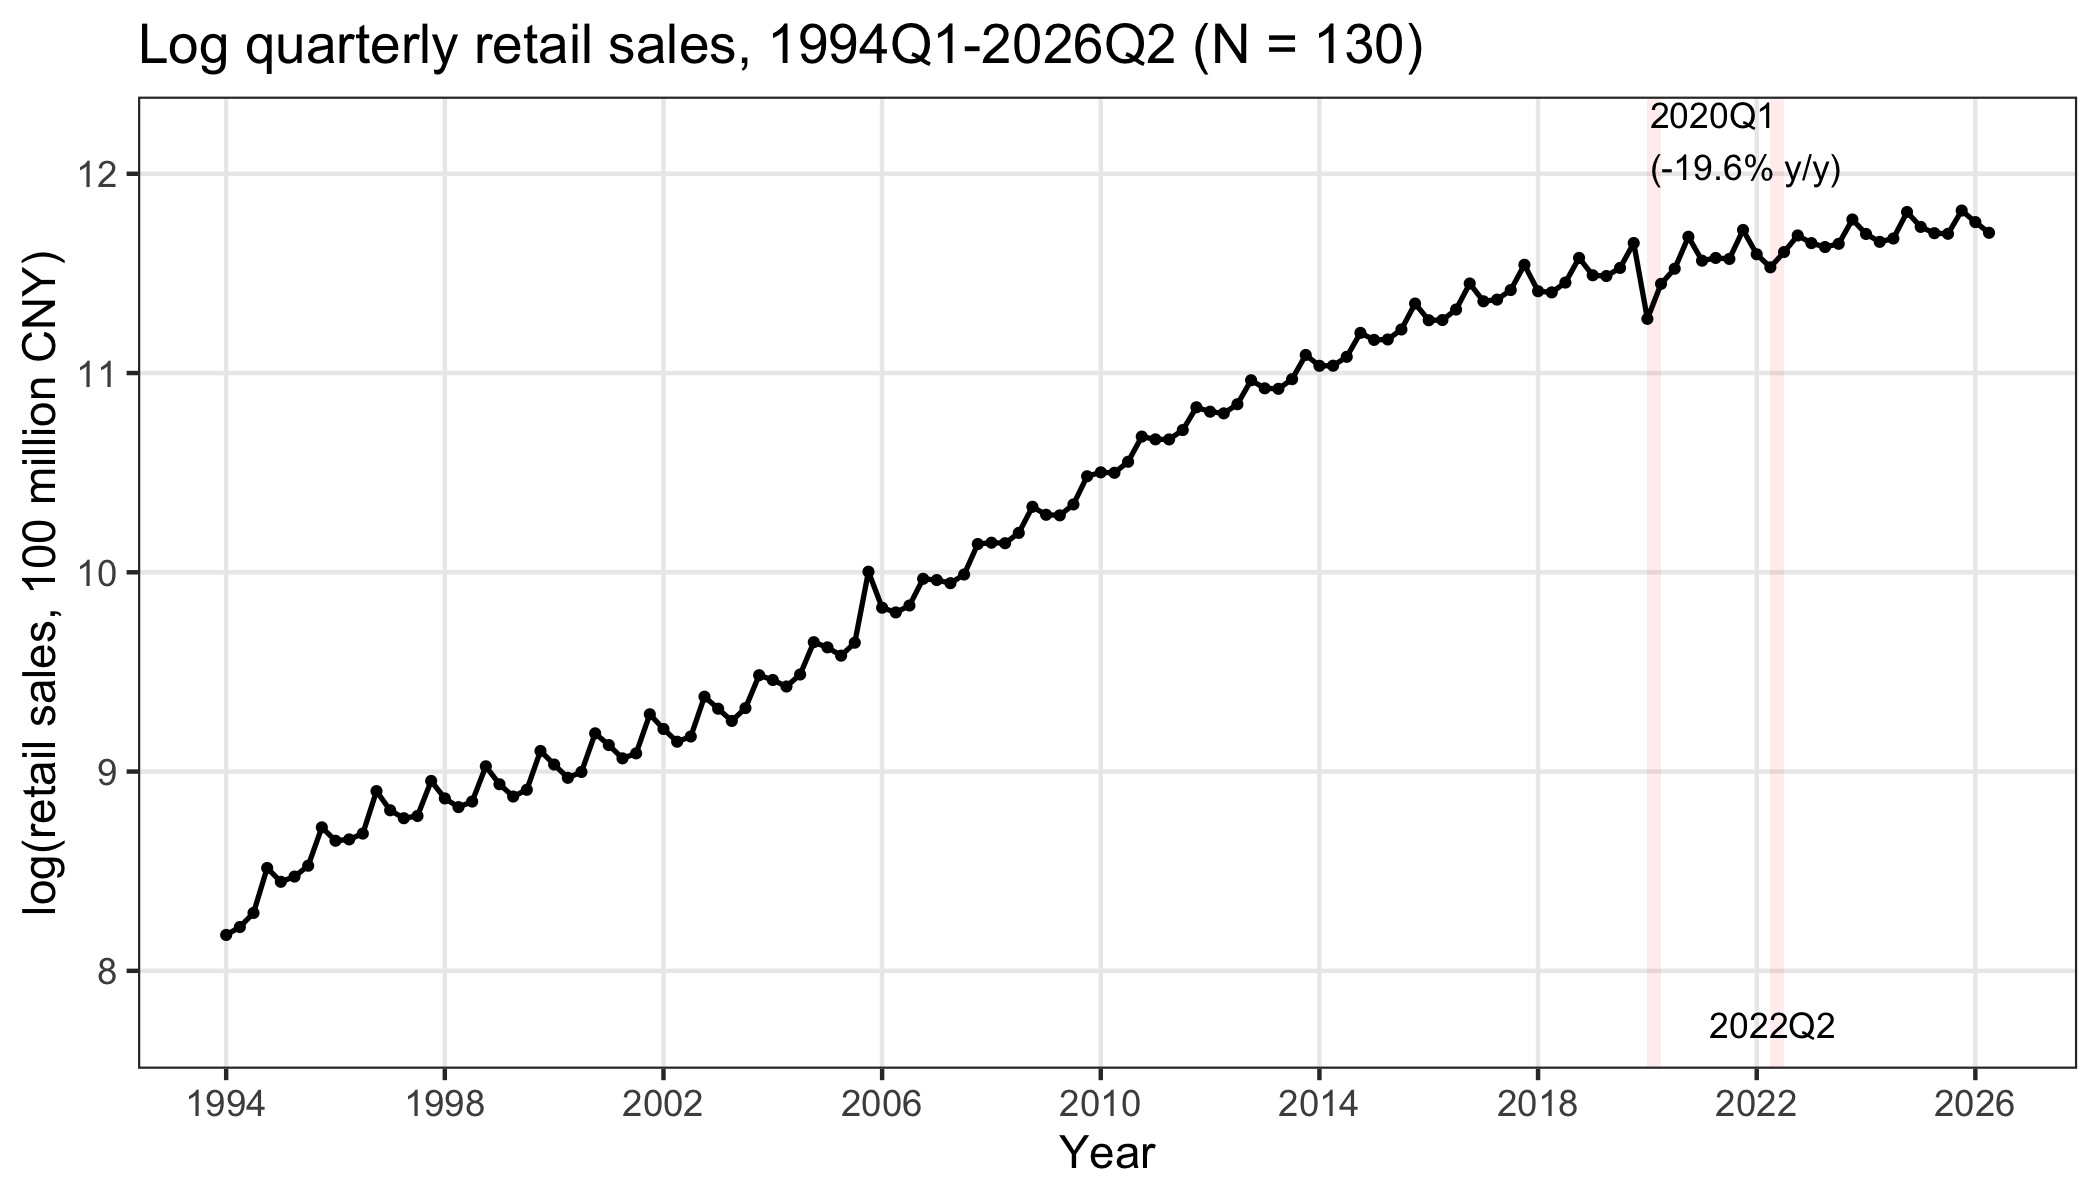 Log quarterly retail sales, 1994Q1-2026Q2 (N = 130)
2020Q1
(-19.6% y/y)
12
11
10
9
8
log(retail sales, 100 million CNY)
2022Q2
1994 1998 2002 2006 2010 2014 2018 2022 2026
Year